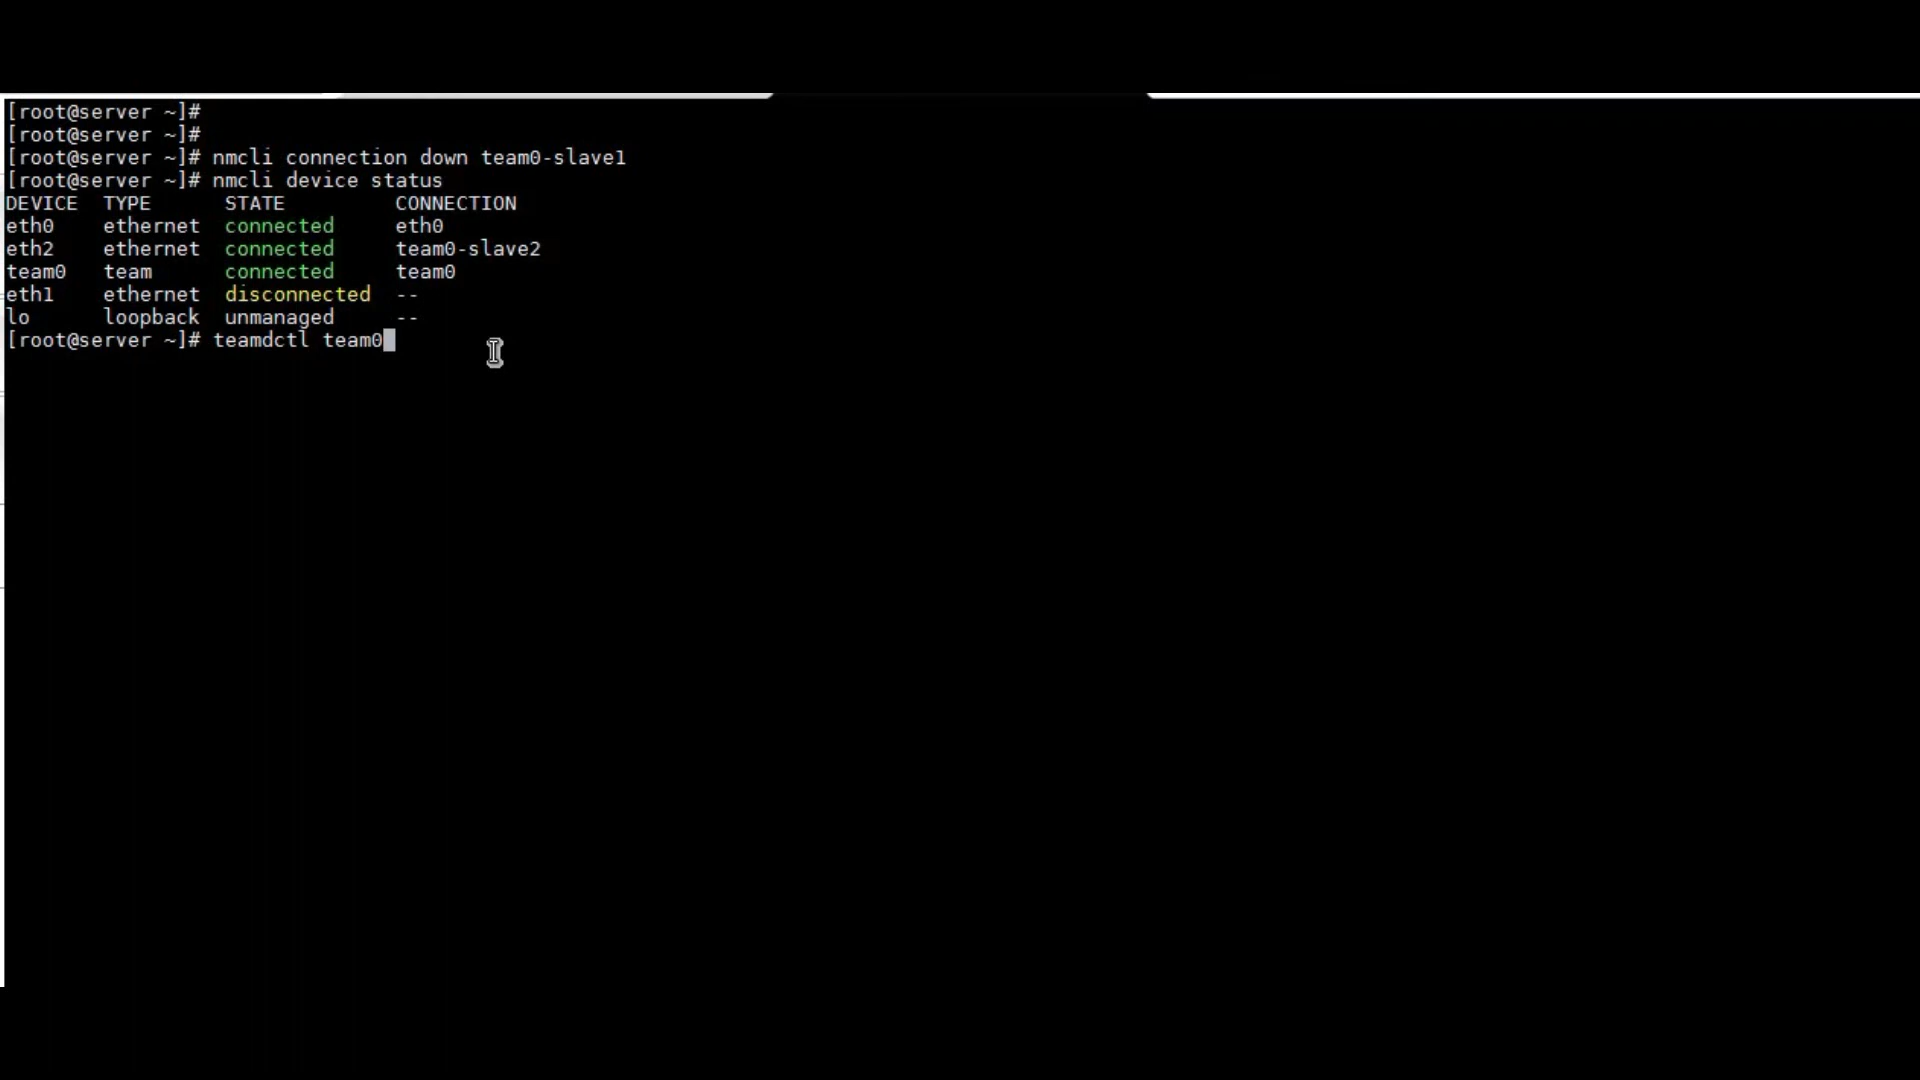 [root@server ~]#
[root@server ~]#
[root@server ~]# nmcli connection down team0-slave1
[root@server ~]# nmcli device status
DEVICE  TYPE      STATE         CONNECTION
eth0    ethernet  connected     eth0
eth2    ethernet  connected     team0-slave2
team0   team      connected     team0
eth1    ethernet  disconnected  --
lo      loopback  unmanaged     --
[root@server ~]# teamdctl team0